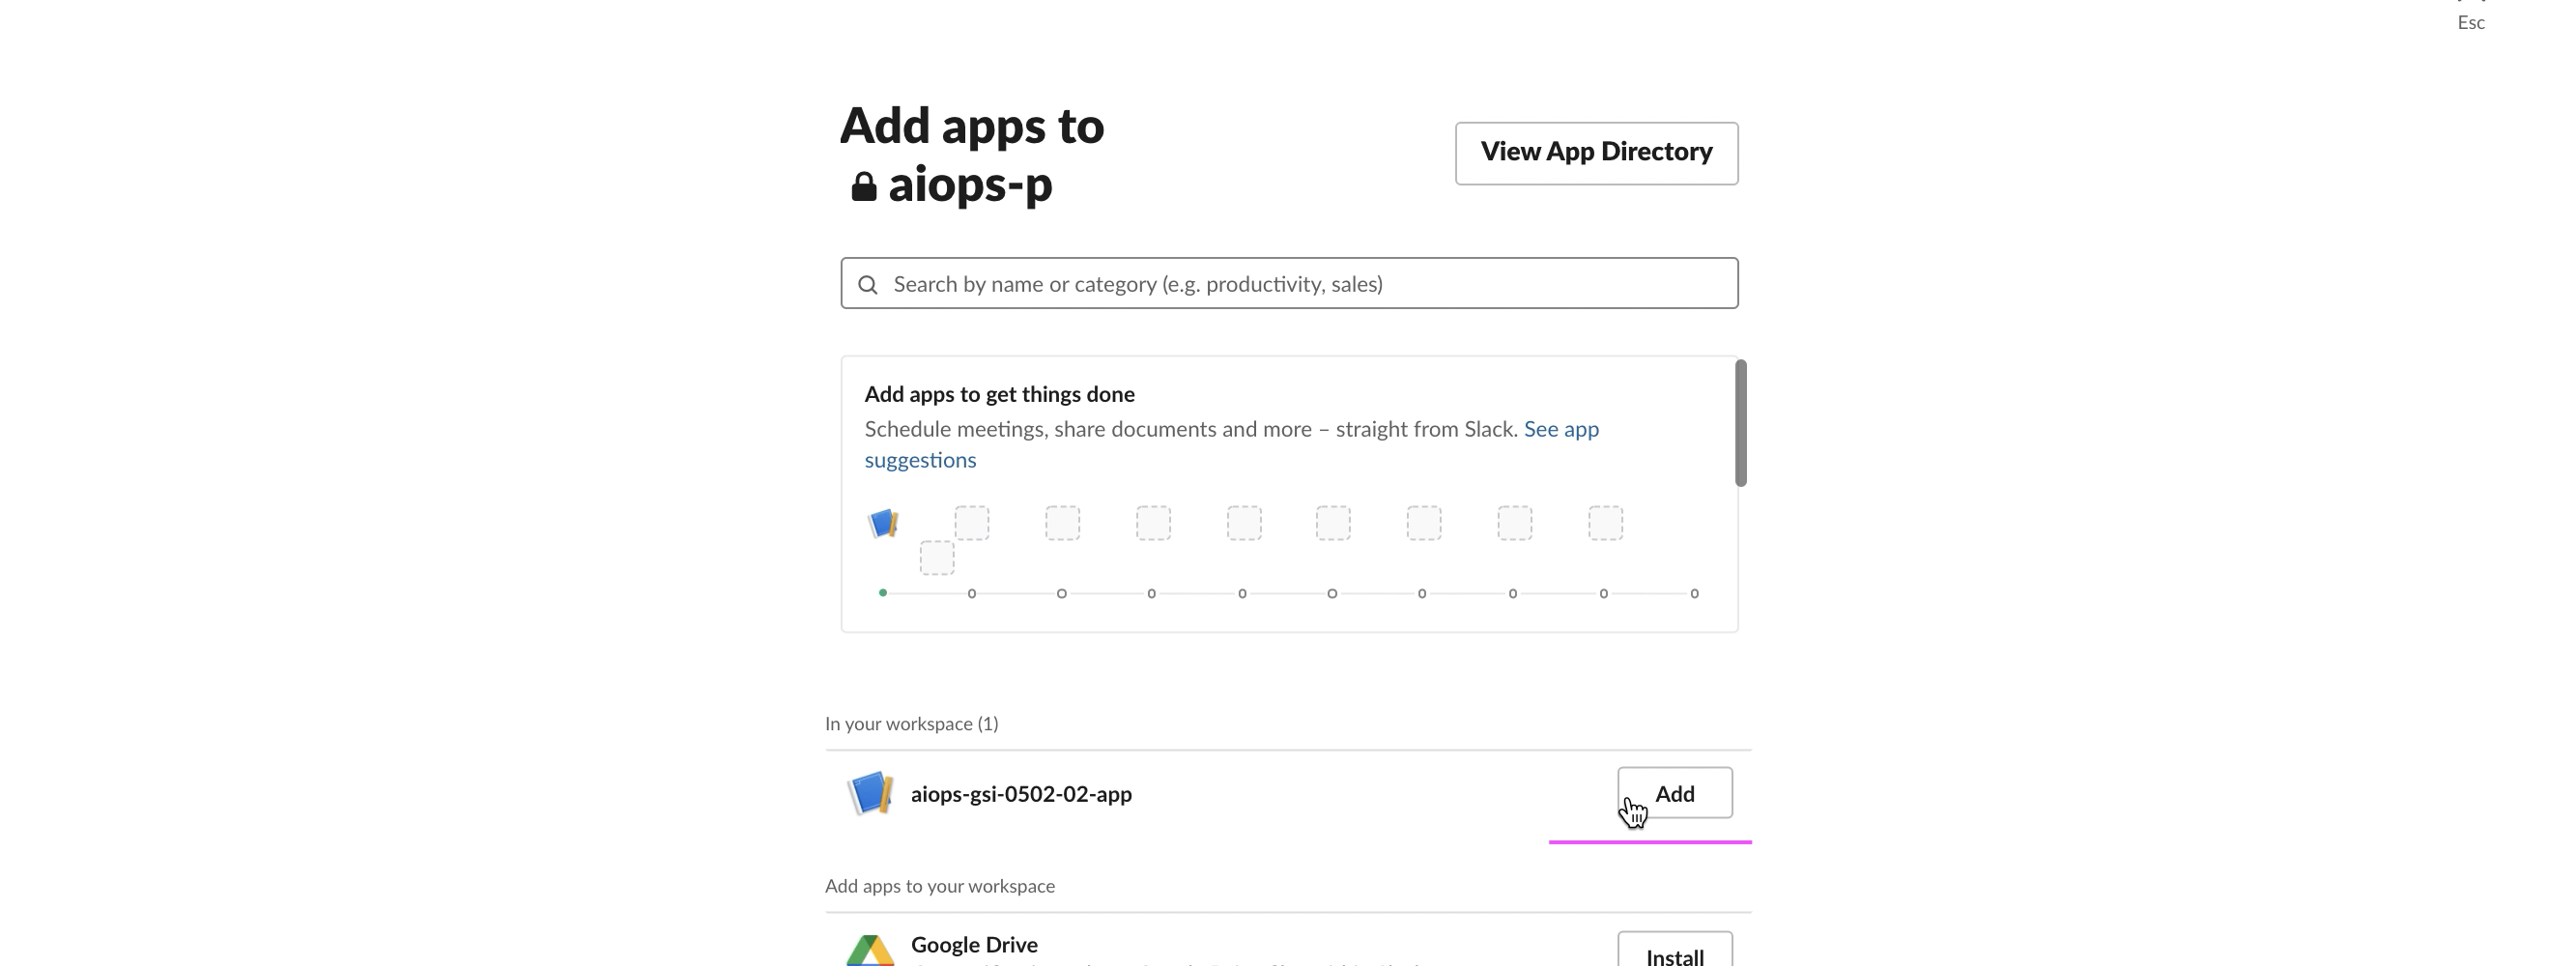 Esc
Add apps to
aiops-p
View App Directory
Search by name or category (e.g. productivity, sales)
Add apps to get things done
Schedule meetings, share documents and more – straight from Slack. See app
suggestions
In your workspace (1)
aiops-gsi-0502-02-app
Add
Add apps to your workspace
Google Drive
Install